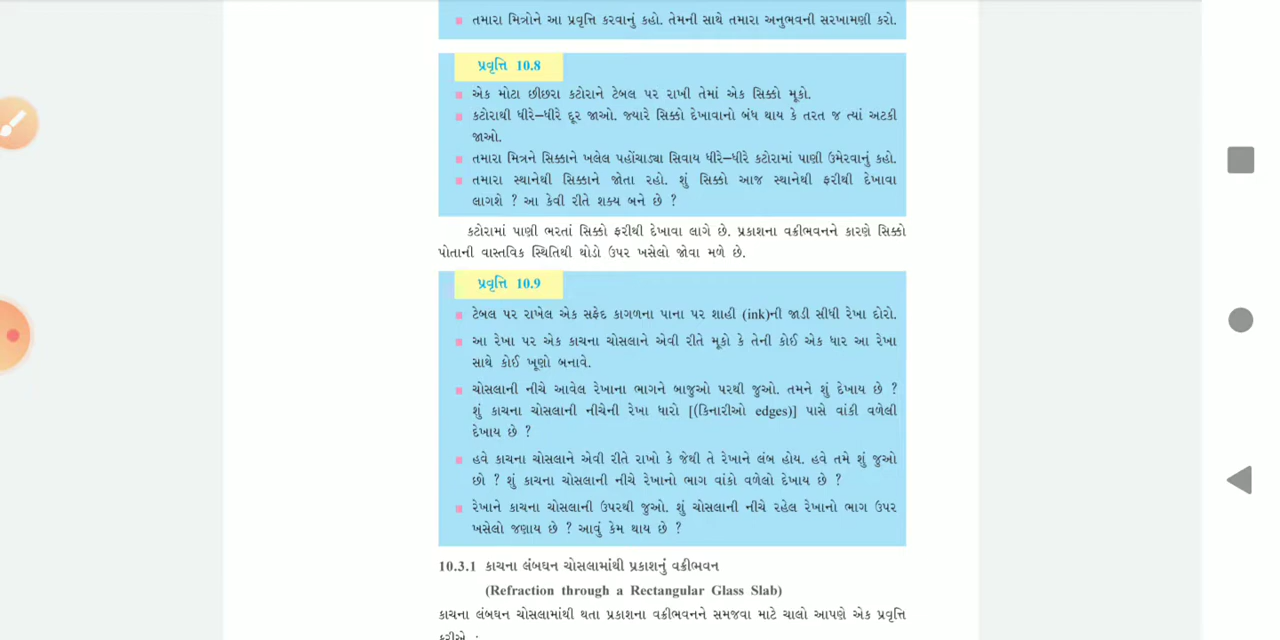 તમારા મિત્રોને આ પ્રવૃત્તિ કરવાનું કહો. તેમની સાથે તમારા અનુભવની સરખામણી કરો.
પ્રવૃત્તિ 10.8
એક મોટા છીછરા કટોરાને ટેબલ પર રાખી તેમાં એક સિક્કો મૂકો.
કટોરાથી ધીરે–ધીરે દૂર જાઓ. જ્યારે સિક્કો દેખાવાનો બંધ થાય કે તરત જ ત્યાં અટકી
જાઓ.
તમારા મિત્રને સિક્કાને ખલેલ પહોંચાડ્યા સિવાય ધીરે–ધીરે કટોરામાં પાણી ઉમેરવાનું કહો.
તમારા સ્થાનેથી સિક્કાને જોતા રહો. શું સિક્કો આજ સ્થાનેથી ફરીથી દેખાવા
લાગશે ? આ કેવી રીતે શક્ય બને છે ?
કટોરામાં પાણી ભરતાં સિક્કો ફરીથી દેખાવા લાગે છે. પ્રકાશના વક્રીભવનને કારણે સિક્કો
પોતાની વાસ્તવિક સ્થિતિથી થોડો ઉપર ખસેલો જોવા મળે છે.
પ્રવૃત્તિ 10.9
ટેબલ પર રાખેલ એક સફેદ કાગળના પાના પર શાહી (ink)ની જાડી સીધી રેખા દોરો.
આ રેખા પર એક કાચના ચોસલાને એવી રીતે મૂકો કે તેની કોઈ એક ધાર આ રેખા
સાથે કોઈ ખૂણો બનાવે.
ચોસલાની નીચે આવેલ રેખાના ભાગને બાજુઓ પરથી જુઓ. તમને શું દેખાય છે ?
શું કાચના ચોસલાની નીચેની રેખા ધારો [(કિનારીઓ edges)] પાસે વાંકી વળેલી
દેખાય છે ?
હવે કાચના ચોસલાને એવી રીતે રાખો કે જેથી તે રેખાને લંબ હોય. હવે તમે શું જુઓ
છો ? શું કાચના ચોસલાની નીચે રેખાનો ભાગ વાંકો વળેલો દેખાય છે ?
રેખાને કાચના ચોસલાની ઉપરથી જુઓ. શું ચોસલાની નીચે રહેલ રેખાનો ભાગ ઉપર
ખસેલો જણાય છે ? આવું કેમ થાય છે ?
10.3.1 કાચના લંબઘન ચોસલામાંથી પ્રકાશનું વક્રીભવન
(Refraction through a Rectangular Glass Slab)
કાચના લંબઘન ચોસલામાંથી થતા પ્રકાશના વક્રીભવનને સમજવા માટે ચાલો આપણે એક પ્રવૃત્તિ
કરીએ :